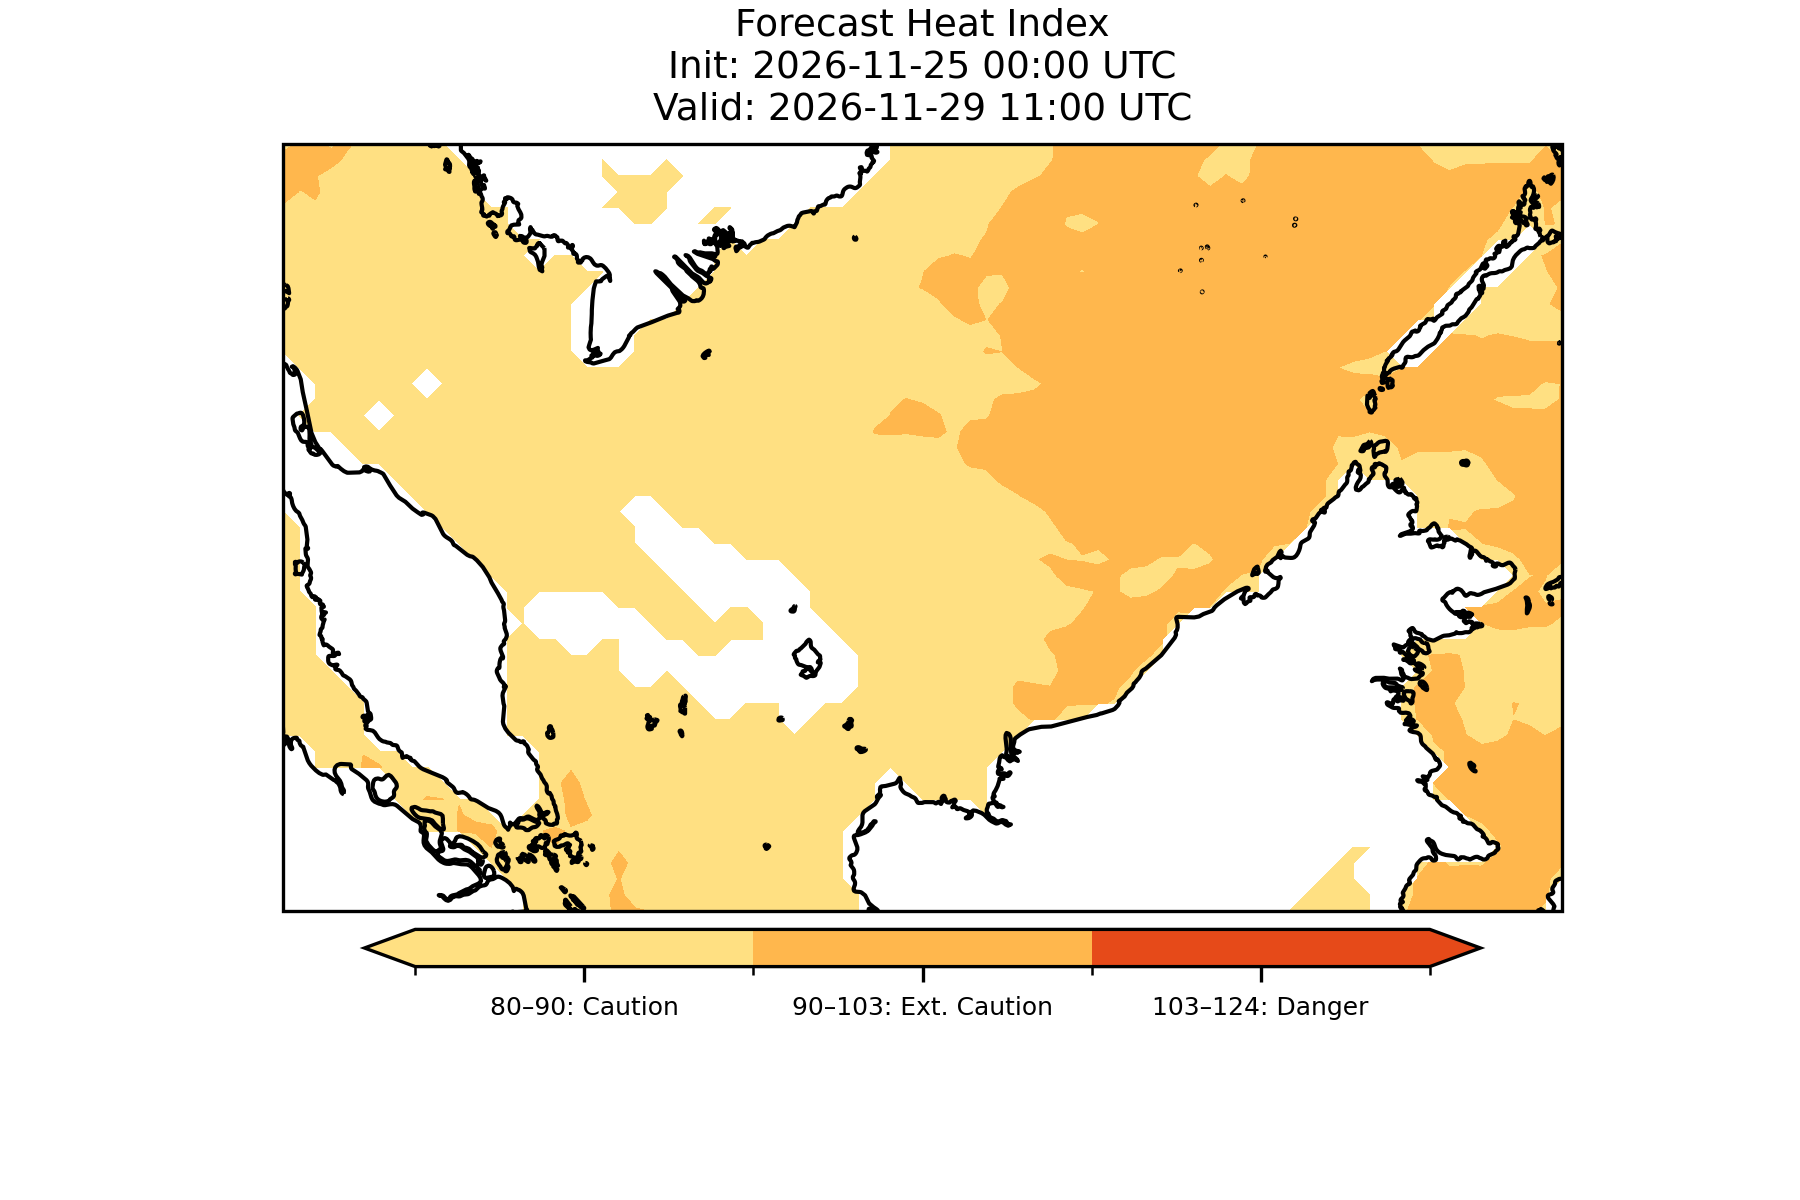 Forecast Heat Index
Init: 2026-11-25 00:00 UTC
Valid: 2026-11-29 11:00 UTC
80–90: Caution
90–103: Ext. Caution
103–124: Danger